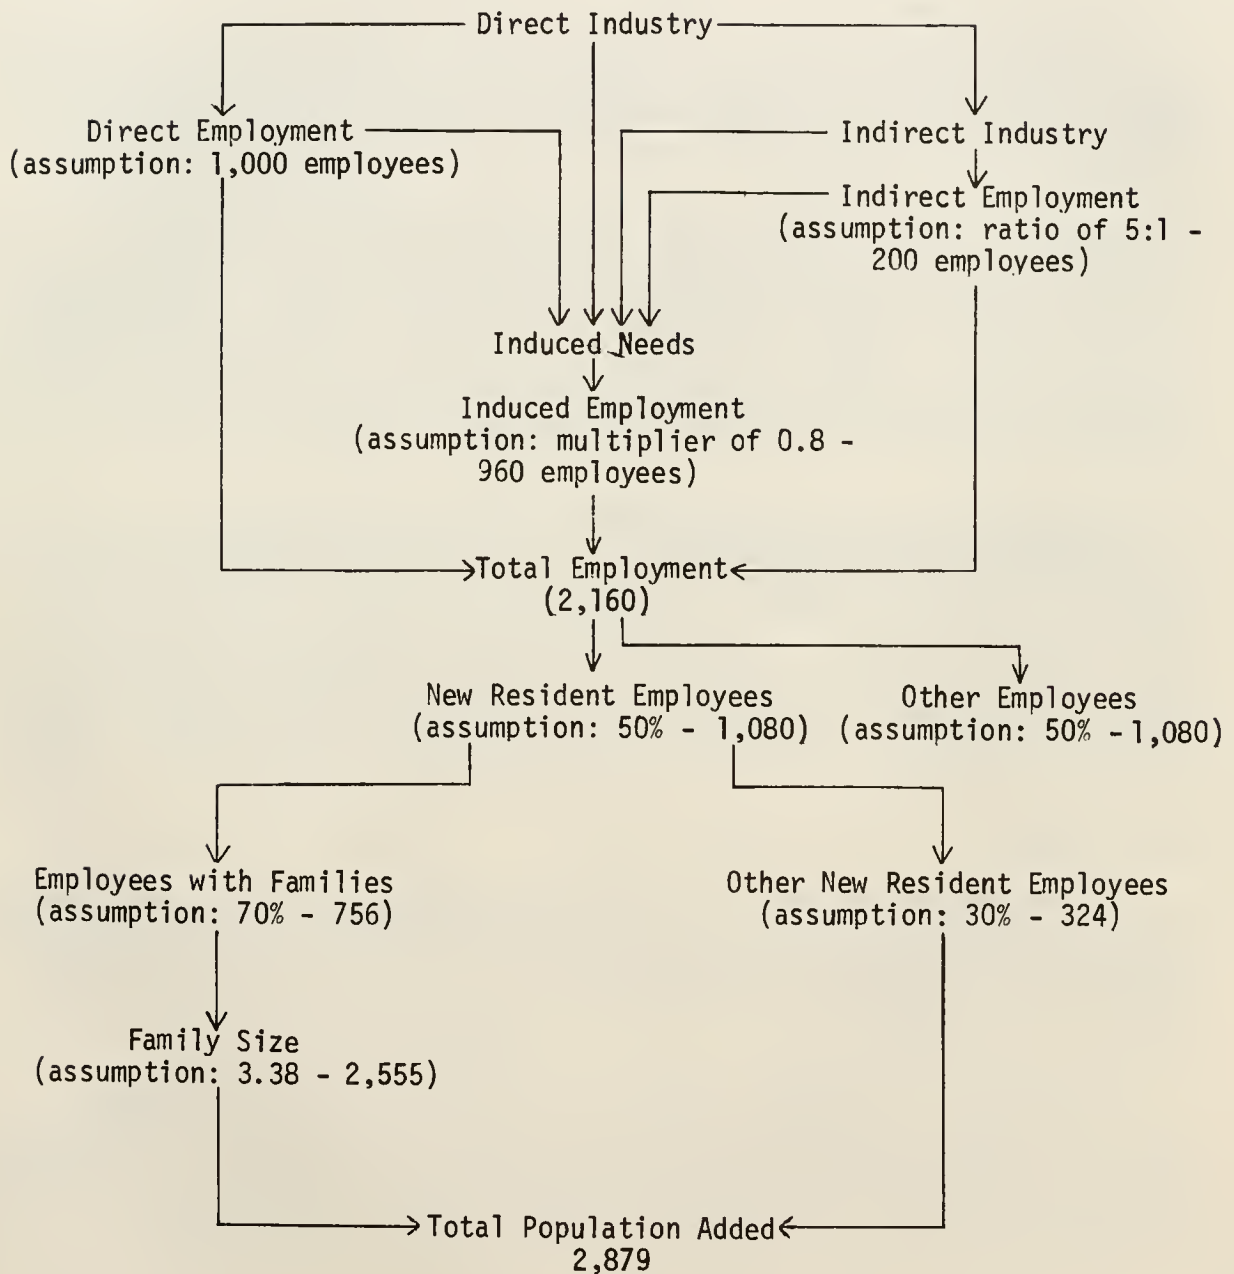 Direct Industry
Direct Employment
(assumption: 1,000 employees)
Indirect Industry
Indirect Employment
(assumption: ratio of 5:1 -
200 employees)
Induced Needs
Induced Employment
(assumption: multiplier of 0.8 -
960 employees)
Total Employment
(2,160)
New Resident Employees
(assumption: 50% - 1,080)
Other Employees
(assumption: 50% - 1,080)
Employees with Families
(assumption: 70% - 756)
Other New Resident Employees
(assumption: 30% - 324)
Family Size
(assumption: 3.38 - 2,555)
Total Population Added
2,879